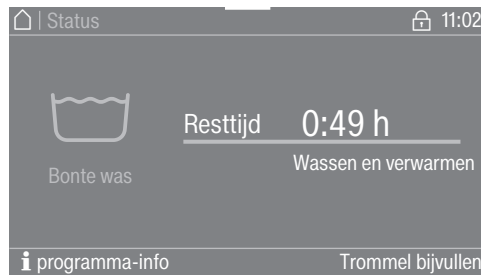 | Status 11:02
Resttijd 0:49 h
Wassen en verwarmen
Bonte was
i programma-info Trommel bijvullen